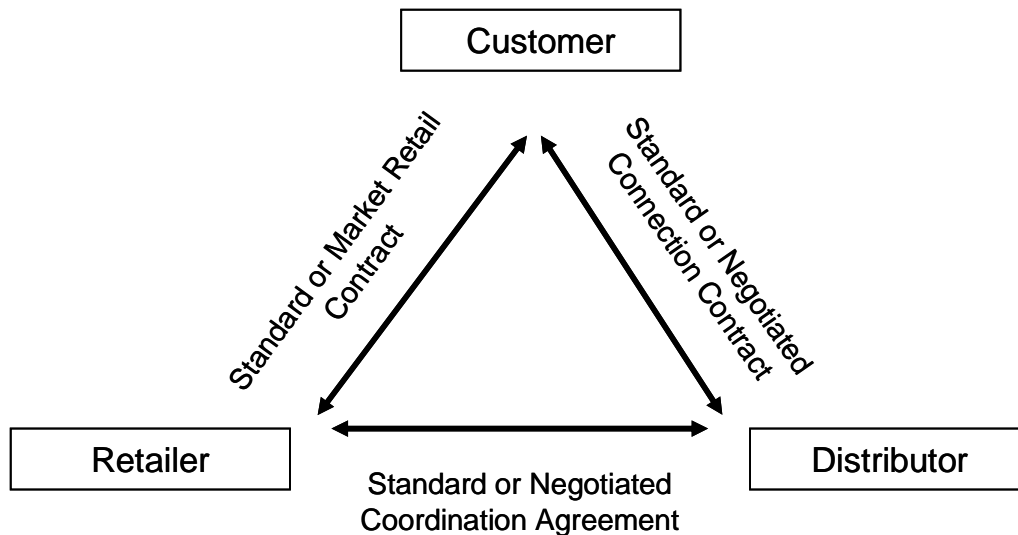 Customer
Standard or Market Retail
Contract
Standard or Negotiated
Connection Contract
Retailer
Distributor
Standard or Negotiated
Coordination Agreement